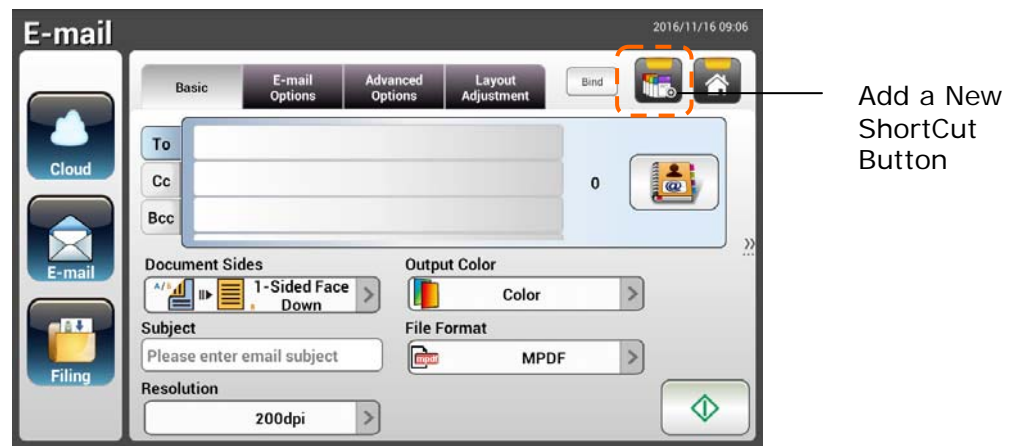 E-mail
2016/11/16 09:06
Basic
E-mail
Options
Advanced
Options
Layout
Adjustment
Bind
Add a New
ShortCut
Button
Cloud
E-mail
Filing
To
Cc
Bcc
0
@
Document Sides
A/B
1-Sided Face
Down
Output Color
Color
Subject
Please enter email subject
File Format
mpdf
MPDF
Resolution
200dpi